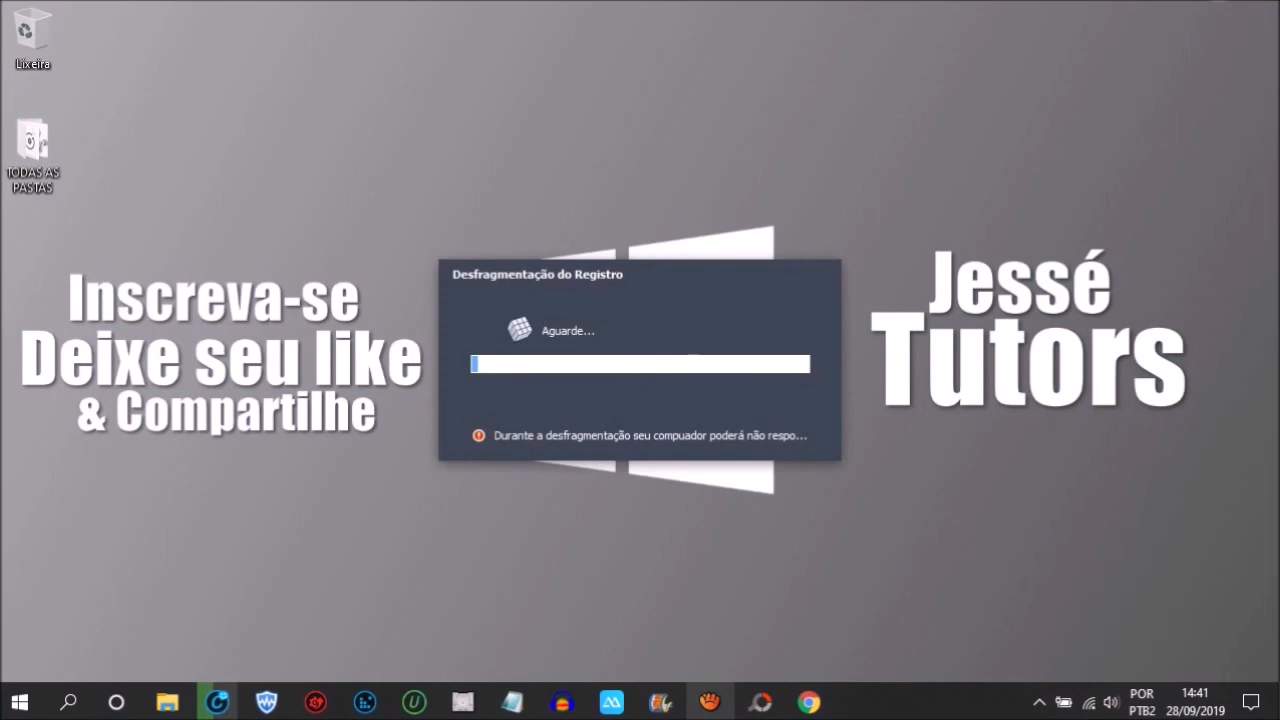 Lixeira
TODAS AS
PASTAS
Inscreva-se
Deixe seu like
& Compartilhe
Desfragmentação do Registro
Aguarde...
Durante a desfragmentação seu compuador poderá não respo...
Jessé
Tutors
POR
PTB2
14:41
28/09/2019